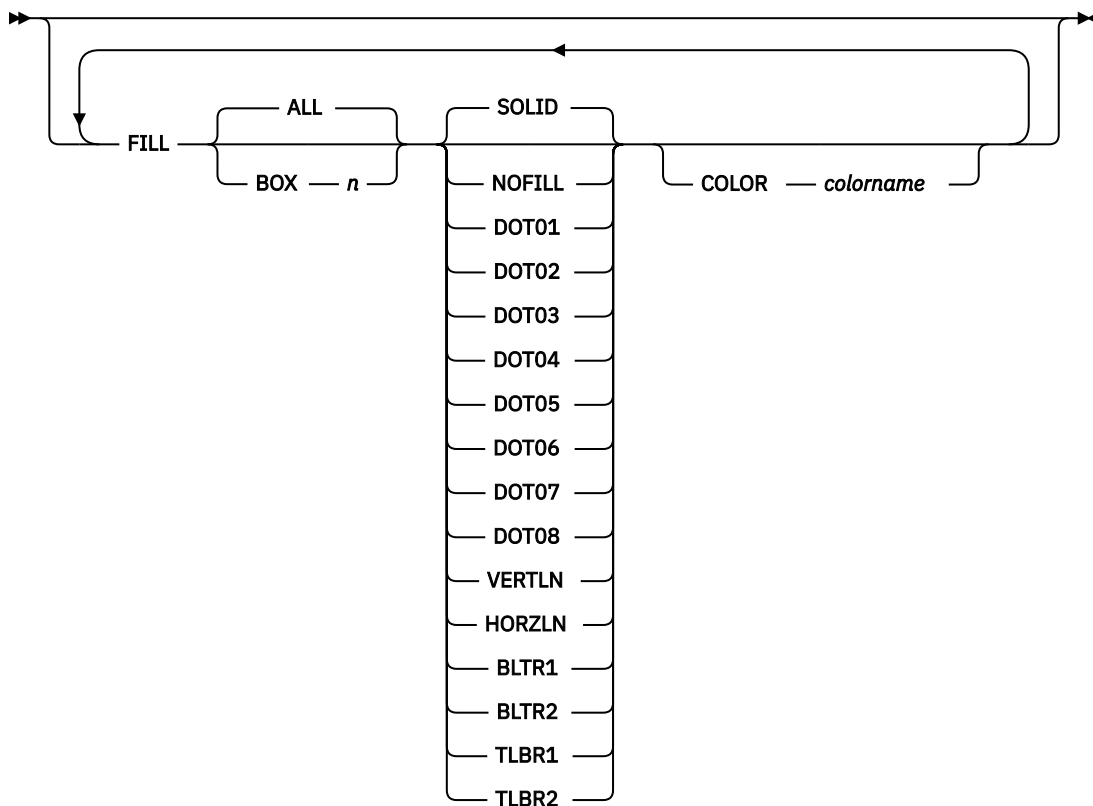 ALL
SOLID
FILL
BOX n
NOFILL
COLOR colorname
DOT01
DOT02
DOT03
DOT04
DOT05
DOT06
DOT07
DOT08
VERTLN
HORZLN
BLTR1
BLTR2
TLBR1
TLBR2